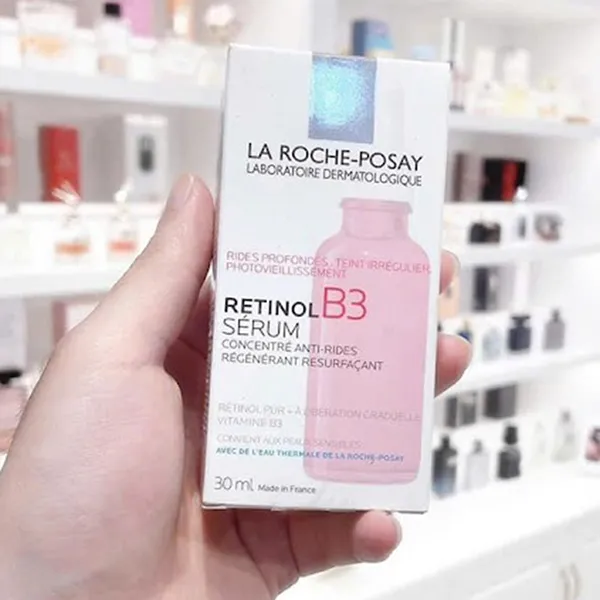 LA ROCHE-POSAY
LABORATOIRE DERMATOLOGIQUE
RIDES PROFONDES . TEINT IRRÉGULIER,
PHOTOVIEILLISSEMENT
RETINOL B3
SÉRUM
CONCENTRÉ ANTI-RIDES
RÉGÉNÉRANT RESURFAÇANT
RÉTINOL PUR + À LIBÉRATION GRADUELLE
VITAMINE B3
CONVIENT AUX PEAUX SENSIBLES
AVEC DE L'EAU THERMALE DE LA ROCHE-POSAY
30 ml Made in France